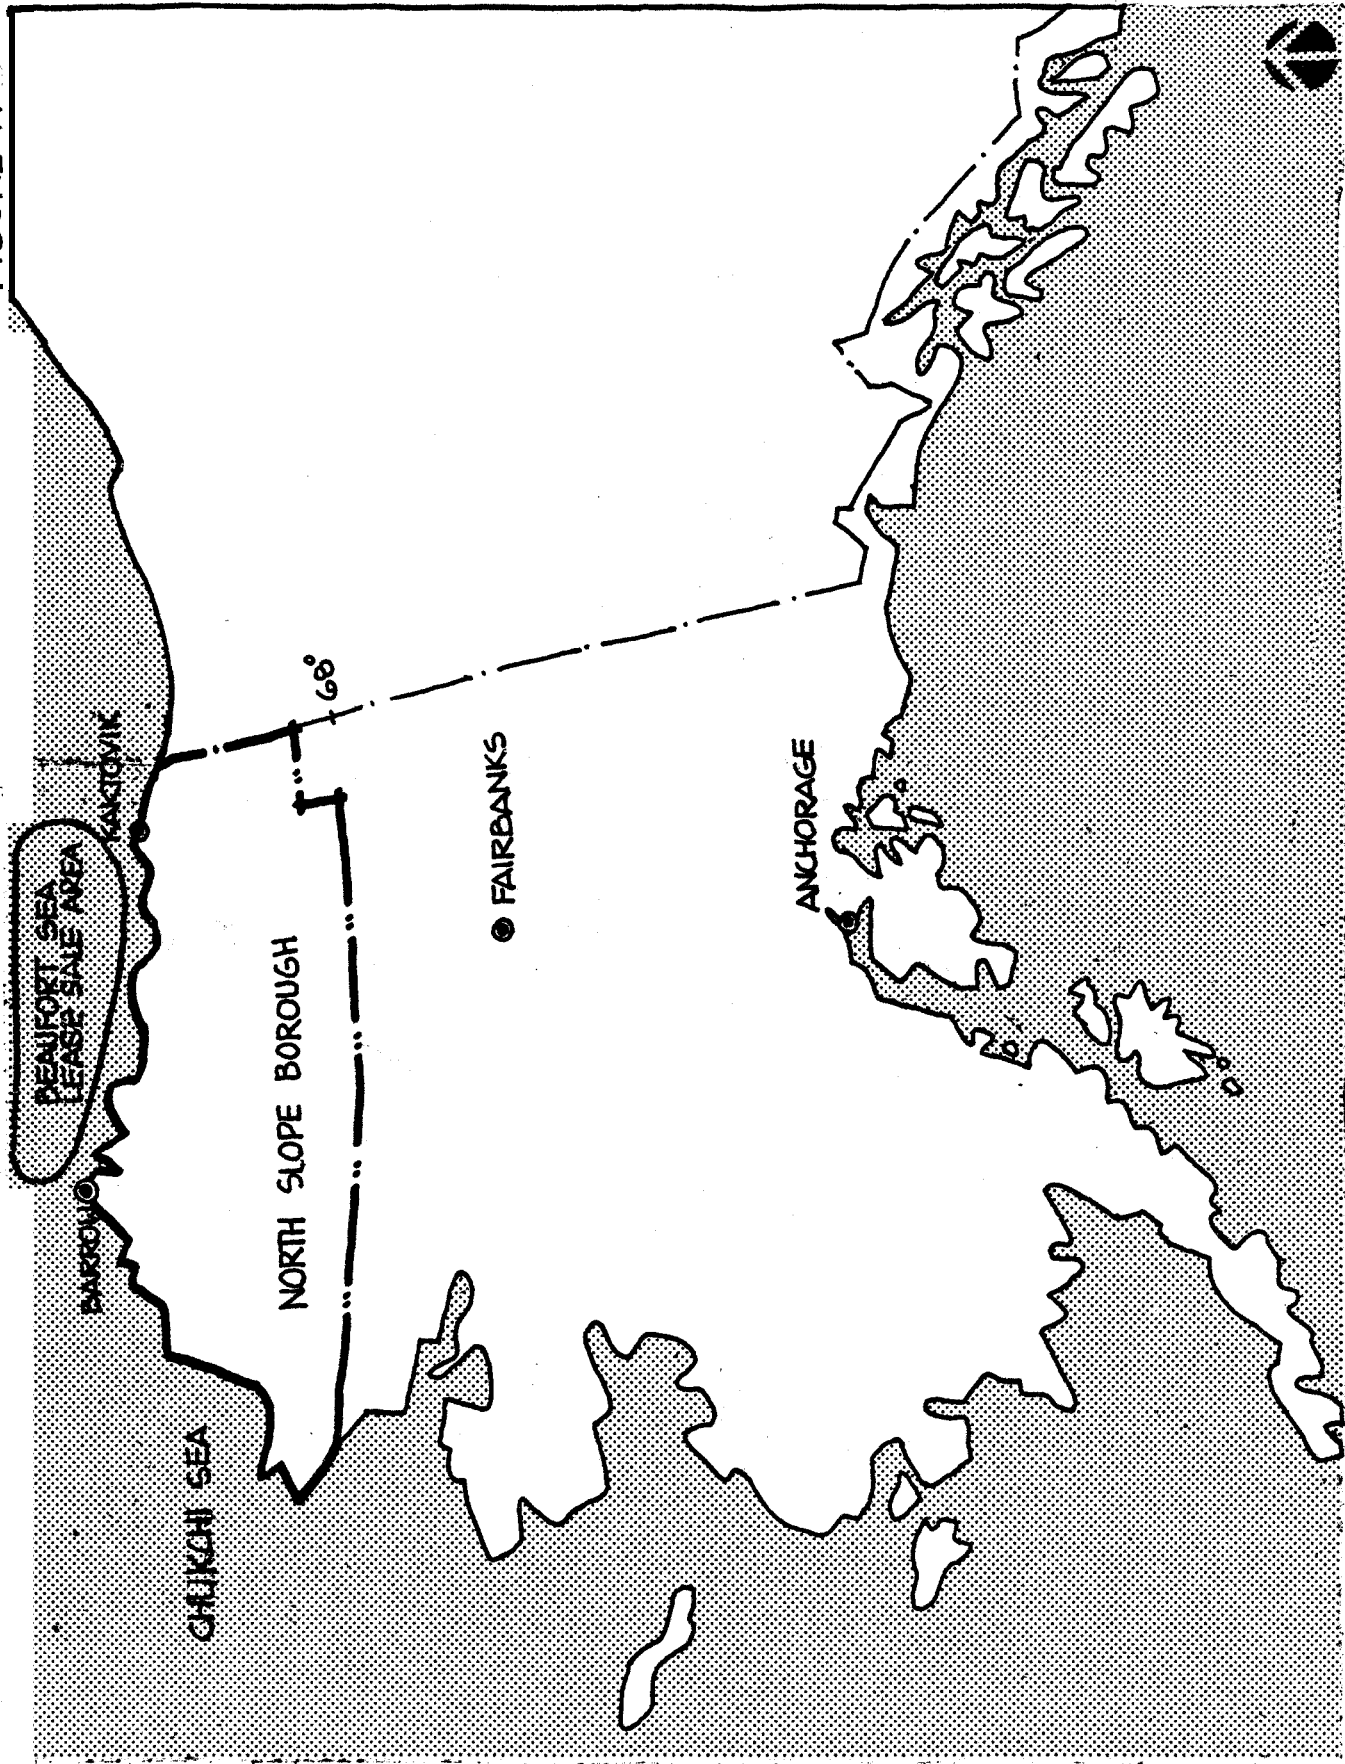 BEAUFORT SEA
LEASE SALE AREA
BARROW
KAKTOVIK
CHUKCHI SEA
NORTH SLOPE BOROUGH
68°
FAIRBANKS
ANCHORAGE